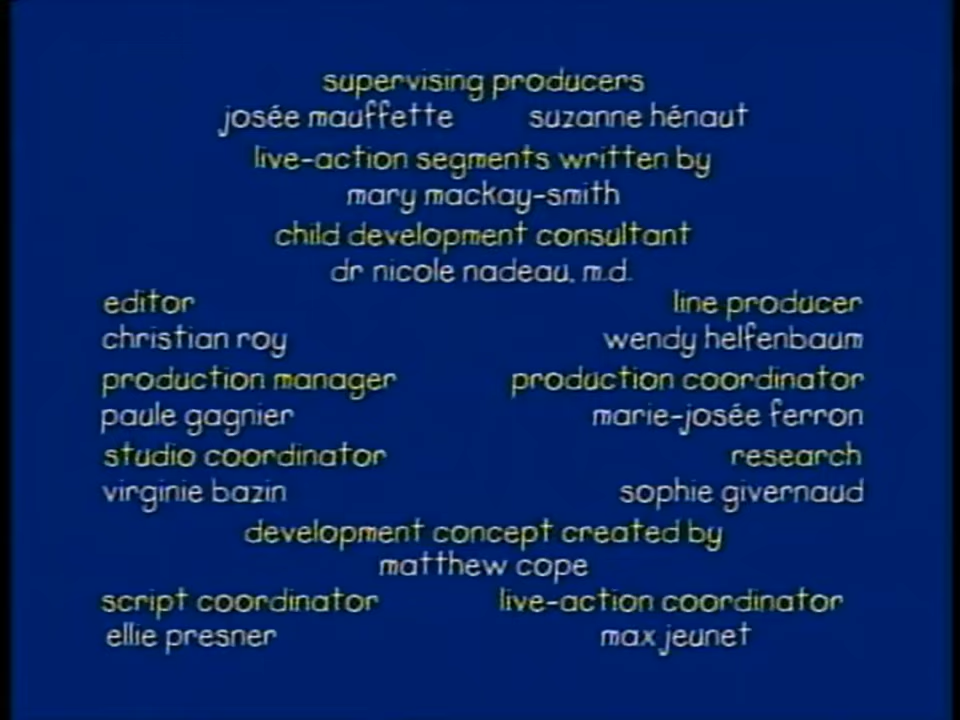 supervising producers
josée mauffette suzanne hénaut
live-action segments written by
mary mackay-smith
child development consultant
dr nicole nadeau, m.d.
editor line producer
christian roy wendy helfenbaum
production manager production coordinator
paule gagnier marie-josée ferron
studio coordinator research
virginie bazin sophie givernaud
development concept created by
matthew cope
script coordinator live-action coordinator
ellie presner max jeunet